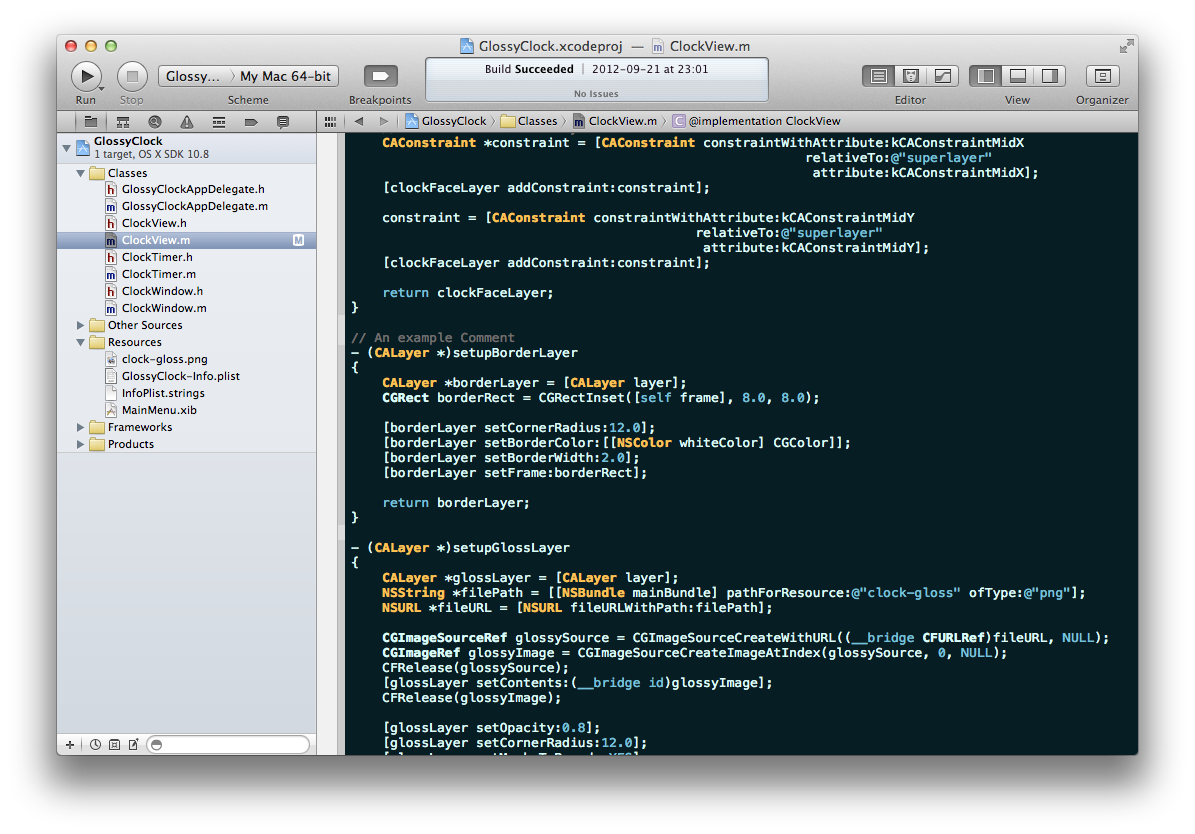 GlossyClock.xcodeproj — ClockView.m
Glossy... 〉 My Mac 64-bit
Build Succeeded | 2012-09-21 at 23:01
No Issues
Run Stop Scheme Breakpoints Editor View Organizer
GlossyClock 〉 Classes 〉 ClockView.m 〉 C @implementation ClockView
GlossyClock
1 target, OS X SDK 10.8
Classes
h GlossyClockAppDelegate.h
m GlossyClockAppDelegate.m
h ClockView.h
m ClockView.m M
h ClockTimer.h
m ClockTimer.m
h ClockWindow.h
m ClockWindow.m
Other Sources
Resources
clock-gloss.png
GlossyClock-Info.plist
InfoPlist.strings
MainMenu.xib
Frameworks
Products
CAConstraint *constraint = [CAConstraint constraintWithAttribute:kCAConstraintMidX
relativeTo:@"superlayer"
attribute:kCAConstraintMidX];
[clockFaceLayer addConstraint:constraint];
constraint = [CAConstraint constraintWithAttribute:kCAConstraintMidY
relativeTo:@"superlayer"
attribute:kCAConstraintMidY];
[clockFaceLayer addConstraint:constraint];
return clockFaceLayer;
}
// An example Comment
- (CALayer *)setupBorderLayer
{
CALayer *borderLayer = [CALayer layer];
CGRect borderRect = CGRectInset([self frame], 8.0, 8.0);
[borderLayer setCornerRadius:12.0];
[borderLayer setBorderColor:[[NSColor whiteColor] CGColor]];
[borderLayer setBorderWidth:2.0];
[borderLayer setFrame:borderRect];
return borderLayer;
}
- (CALayer *)setupGlossLayer
{
CALayer *glossLayer = [CALayer layer];
NSString *filePath = [[NSBundle mainBundle] pathForResource:@"clock-gloss" ofType:@"png"];
NSURL *fileURL = [NSURL fileURLWithPath:filePath];
CGImageSourceRef glossySource = CGImageSourceCreateWithURL((__bridge CFURLRef)fileURL, NULL);
CGImageRef glossyImage = CGImageSourceCreateImageAtIndex(glossySource, 0, NULL);
CFRelease(glossySource);
[glossLayer setContents:(__bridge id)glossyImage];
CFRelease(glossyImage);
[glossLayer setOpacity:0.8];
[glossLayer setCornerRadius:12.0];